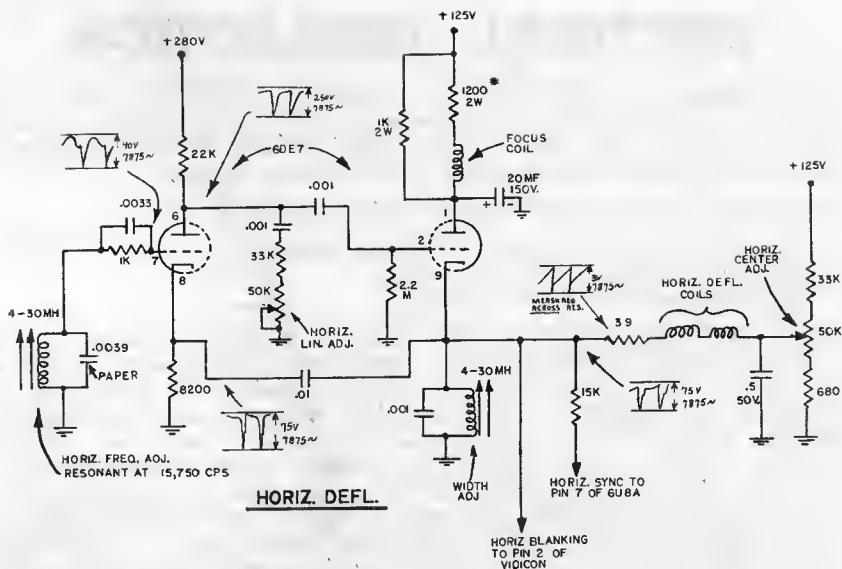 +280V
22K
250V
7875~
6DE7
40V
7875~
.0033
1K
7
6
8
4-30MH
.0039
PAPER
8200
HORIZ. FREQ. ADJ.
RESONANT AT 15,750 CPS
75V
7875~
.001
.001
33K
50K
HORIZ.
LIN. ADJ.
.01
HORIZ. DEFL.
+125V
1K
2W
1200*
2W
FOCUS
COIL
20MF
150V.
+ -
1
2
9
2.2
M
.001
4-30MH
WIDTH
ADJ
3V
7875~
MEASURED
ACROSS RES.
39
15K
75V
7875~
HORIZ. SYNC TO
PIN 7 OF 6U8A
HORIZ BLANKING
TO PIN 2 OF
VIDICON
HORIZ. DEFL.
COILS
.5
50V.
+125V
HORIZ.
CENTER
ADJ.
33K
50K
680